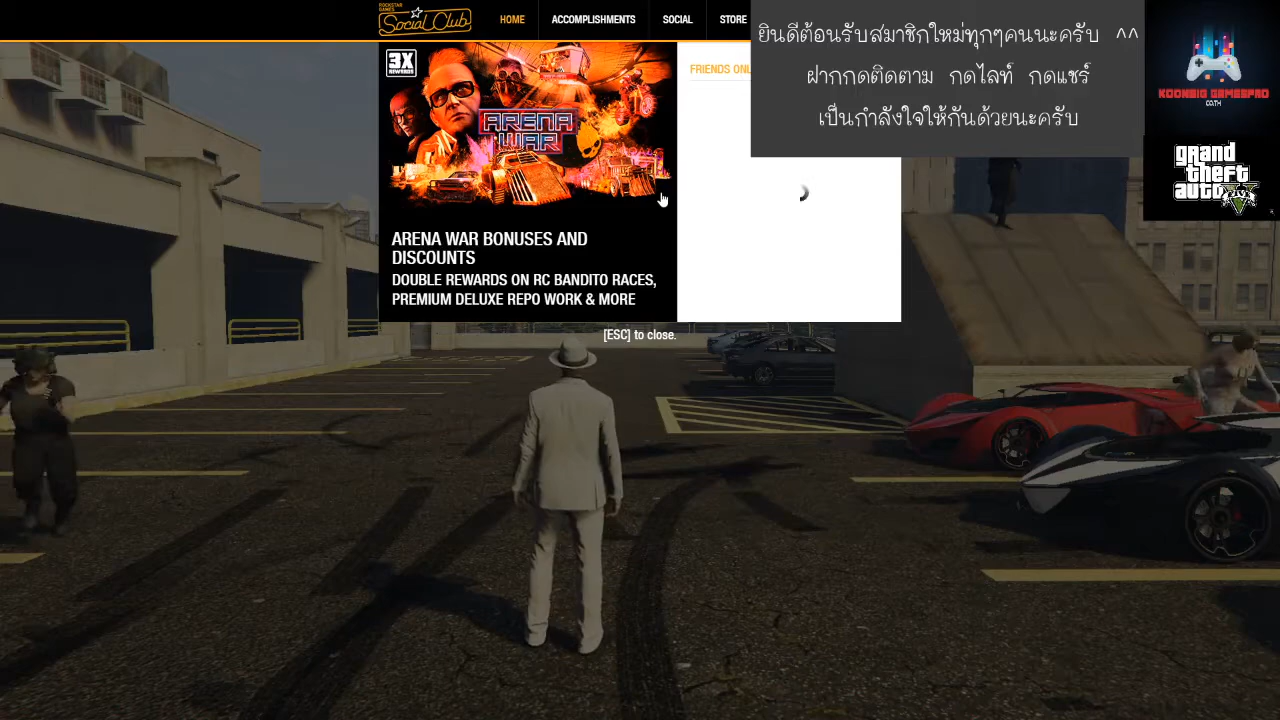 ROCKSTAR GAMES
Social Club
HOME
ACCOMPLISHMENTS
SOCIAL
STORE
3X
REWARDS
ARENA
WAR
FRIENDS ONL
ARENA WAR BONUSES AND
DISCOUNTS
DOUBLE REWARDS ON RC BANDITO RACES,
PREMIUM DELUXE REPO WORK & MORE
[ESC] to close.
ยินดีต้อนรับสมาชิกใหม่ทุกๆคนนะครับ ^^
ฝากกดติดตาม กดไลท์ กดแชร์
เป็นกำลังใจให้กันด้วยนะครับ
KOONSIG GAMESPAD
CO.TH
grand
theft
auto
V